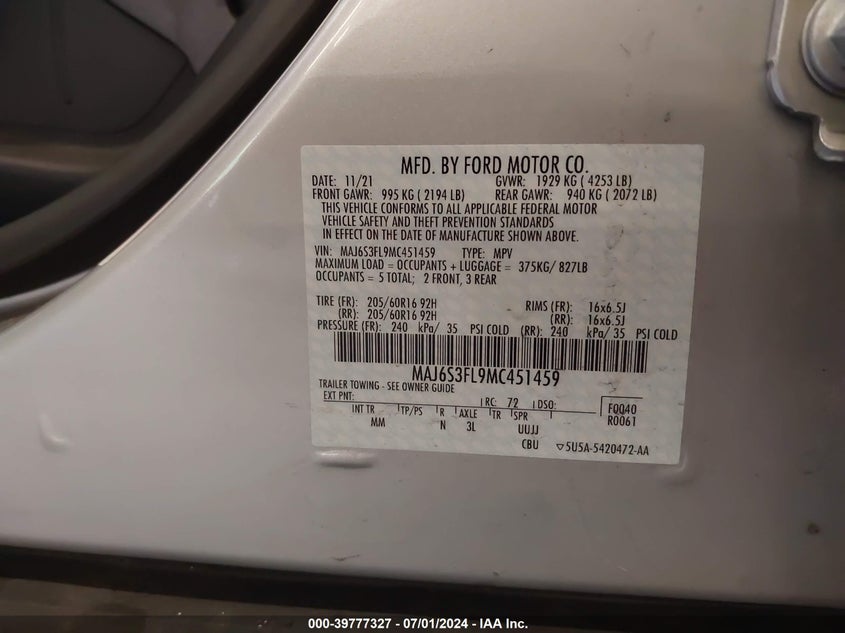 MFD. BY FORD MOTOR CO.
DATE: 11/21 GVWR: 1929 KG ( 4253 LB)
FRONT GAWR: 995 KG ( 2194 LB) REAR GAWR: 940 KG ( 2072 LB)
THIS VEHICLE CONFORMS TO ALL APPLICABLE FEDERAL MOTOR
VEHICLE SAFETY AND THEFT PREVENTION STANDARDS
IN EFFECT ON THE DATE OF MANUFACTURE SHOWN ABOVE.
VIN: MAJ6S3FL9MC451459 TYPE: MPV
MAXIMUM LOAD = OCCUPANTS + LUGGAGE = 375KG/ 827LB
OCCUPANTS = 5 TOTAL; 2 FRONT, 3 REAR
TIRE (FR): 205/60R16 92H RIMS (FR): 16x6.5J
(RR): 205/60R16 92H (RR): 16x6.5J
PRESSURE (FR): 240 kPa/ 35 PSI COLD (RR): 240 kPa/ 35 PSI COLD
MAJ6S3FL9MC451459
TRAILER TOWING - SEE OWNER GUIDE
EXT PNT: RC: 72 DSO: F0040
INT TR TP/PS R AXLE TR SPR R0061
MM N 3L UUJJ
CBU 5U5A-5420472-AA
000-39777327 / 07/01/2024 - IAA Inc.